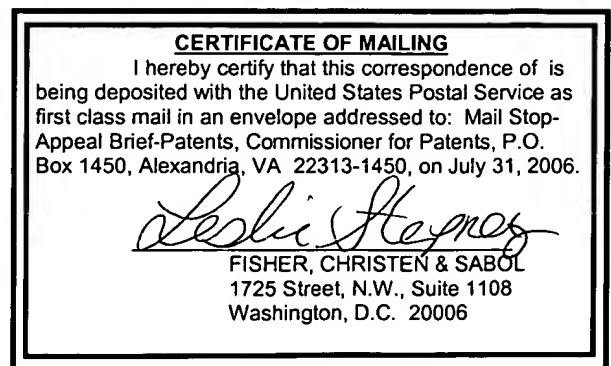 CERTIFICATE OF MAILING
I hereby certify that this correspondence of is
being deposited with the United States Postal Service as
first class mail in an envelope addressed to: Mail Stop-
Appeal Brief-Patents, Commissioner for Patents, P.O.
Box 1450, Alexandria, VA 22313-1450, on July 31, 2006.
Leslie
FISHER, CHRISTEN & SABOL
1725 Street, N.W., Suite 1108
Washington, D.C. 20006